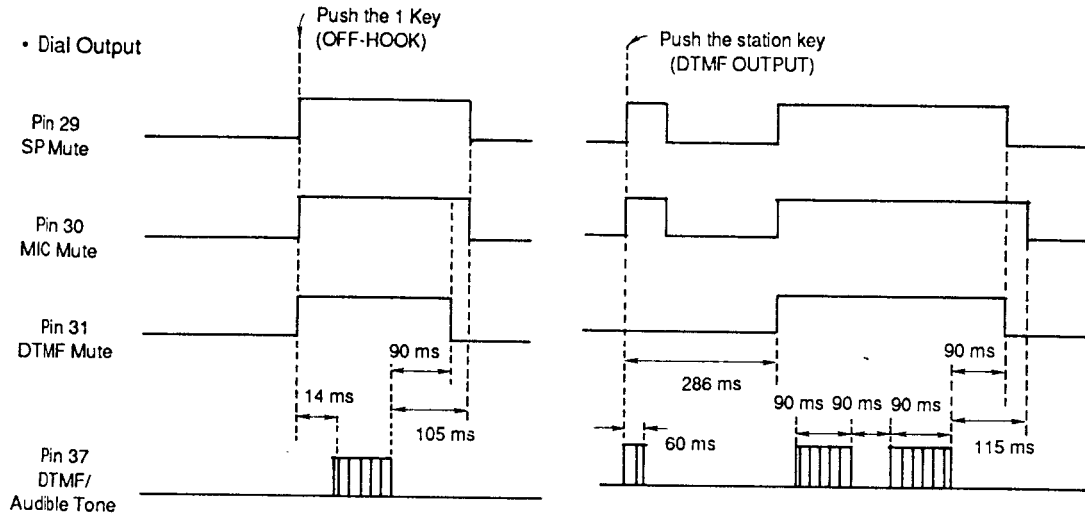 Push the 1 Key
(OFF-HOOK)
• Dial Output
Push the station key
(DTMF OUTPUT)
Pin 29
SP Mute
Pin 30
MIC Mute
Pin 31
DTMF Mute
90 ms
90 ms
286 ms
14 ms
90 ms
90 ms
90 ms
105 ms
60 ms
115 ms
Pin 37
DTMF/
Audible Tone